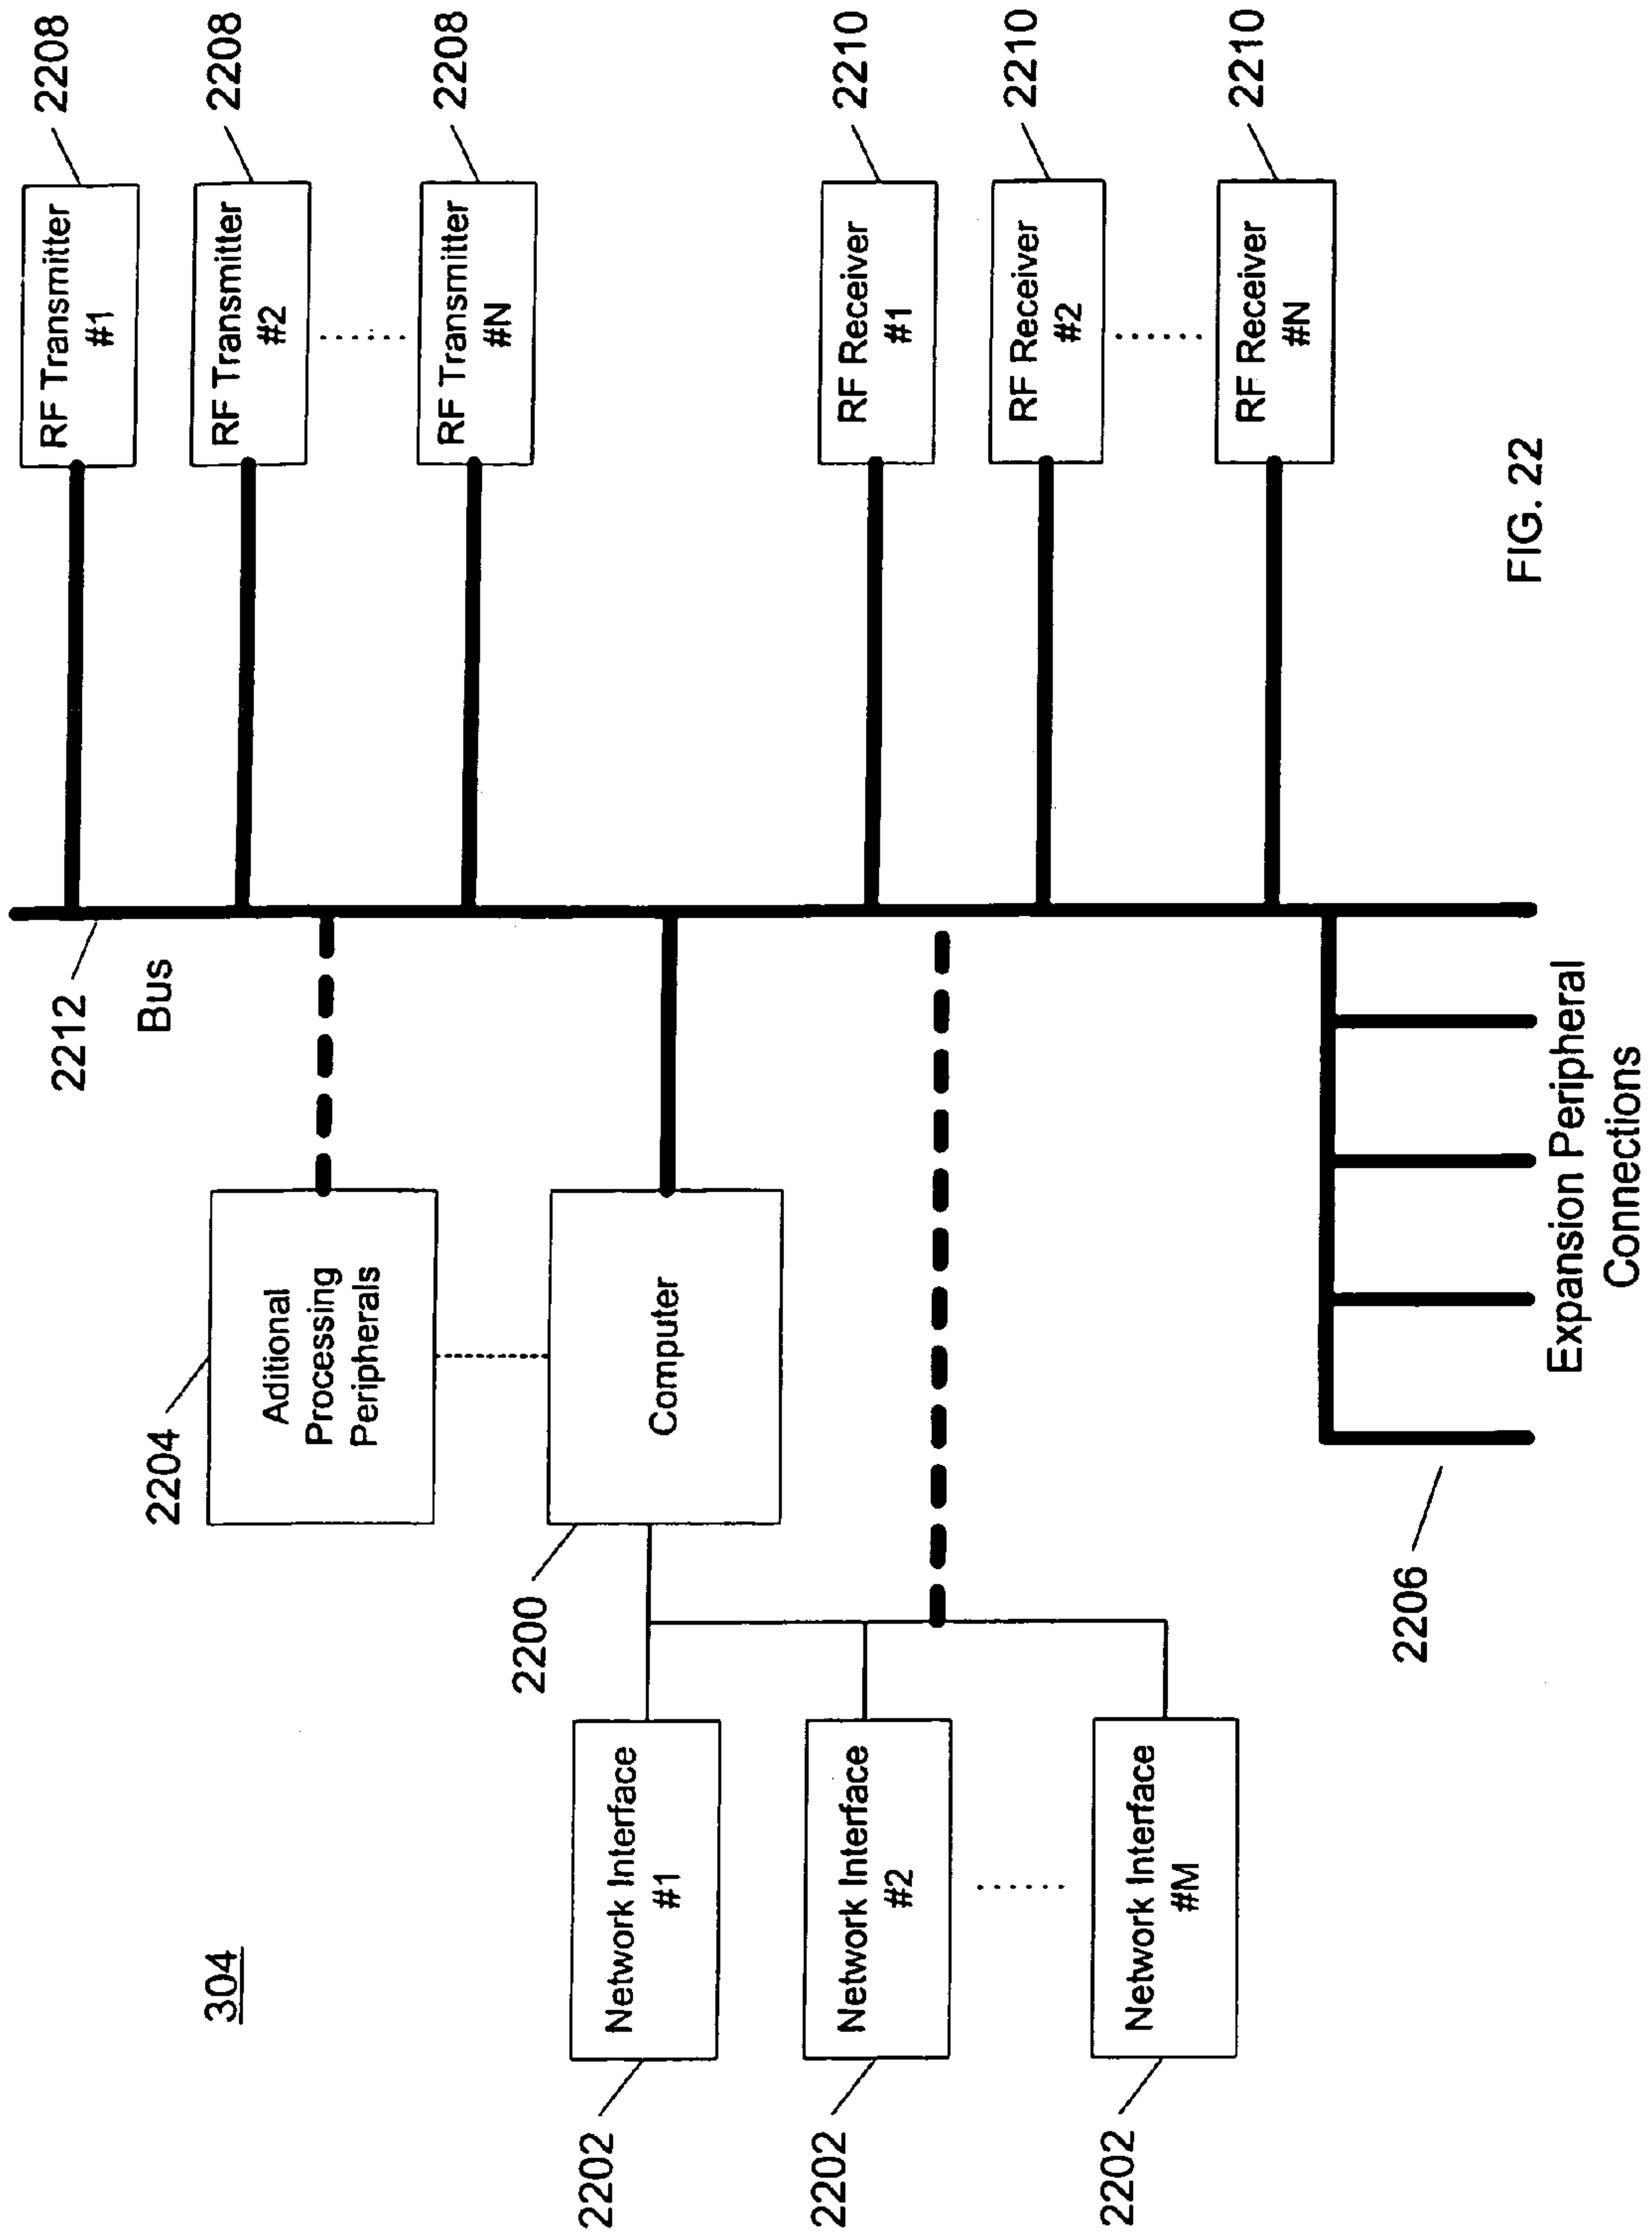 304
2202
Network Interface
#1
2202
Network Interface
#2
2202
Network Interface
#M
2204
Aditional
Processing
Peripherals
2200
Computer
2206
Expansion Peripheral
Connections
2212
Bus
RF Transmitter
#1
2208
RF Transmitter
#2
2208
RF Transmitter
#N
2208
RF Receiver
#1
2210
RF Receiver
#2
2210
RF Receiver
#N
2210
FIG. 22